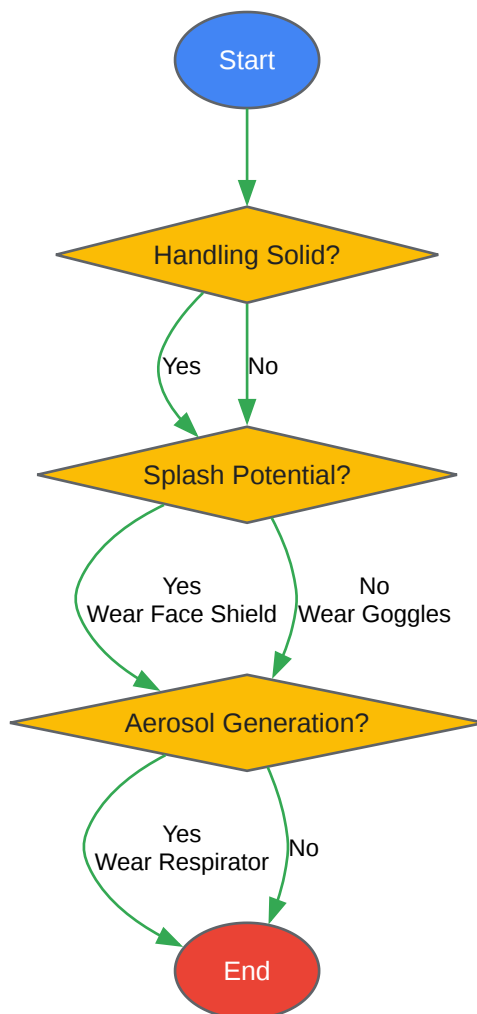 Start
Handling Solid?
Yes
No
Splash Potential?
Yes
Wear Face Shield
No
Wear Goggles
Aerosol Generation?
Yes
Wear Respirator
No
End